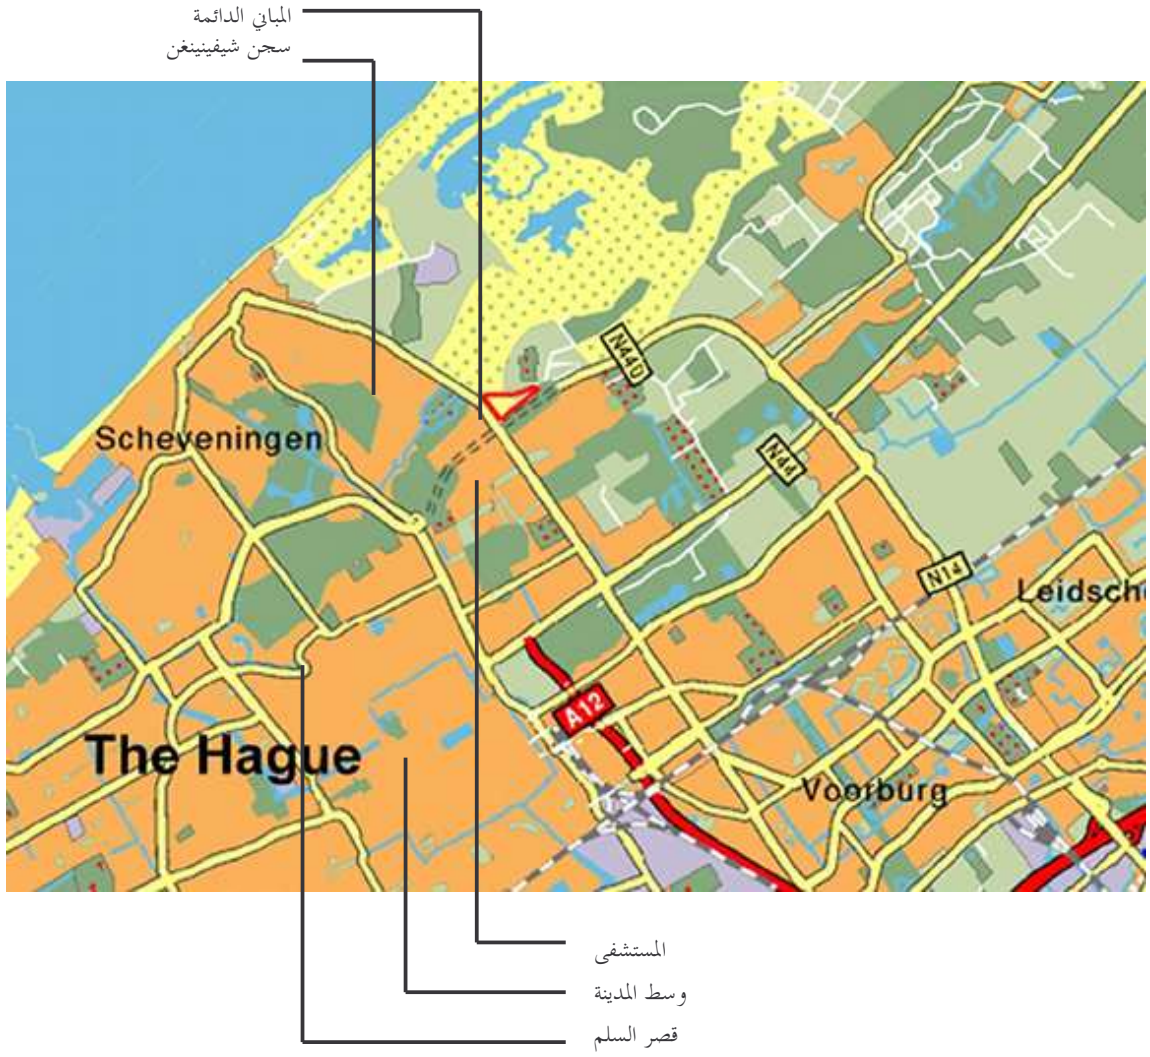 المباني الدائمة
سجن شيفينينغن
N440
Scheveningen
N44
N14
Leidsch
A12
The Hague
Voorburg
المستشفى
وسط المدينة
قصر السلم